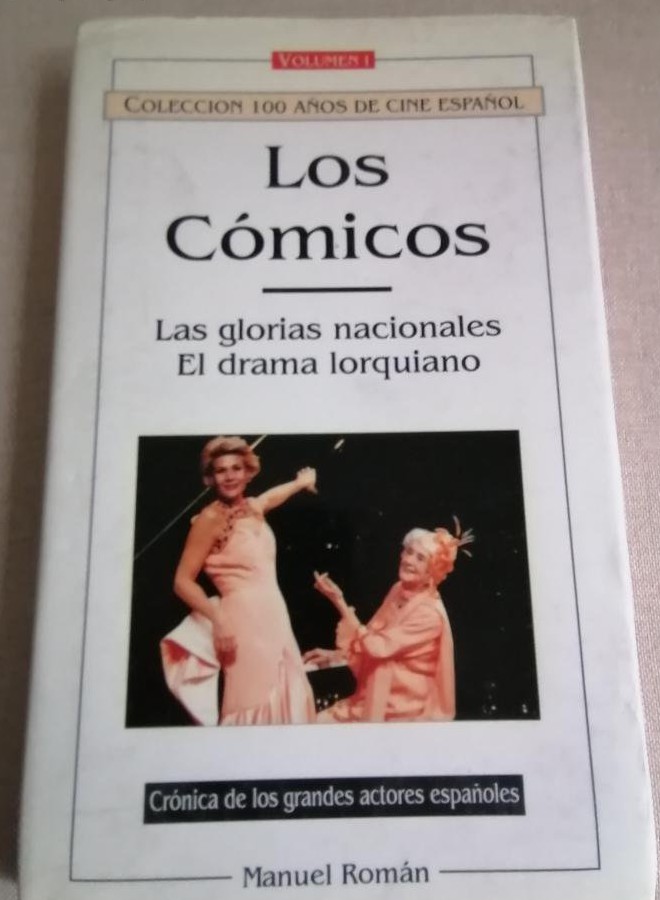 VOLUMEN I
COLECCION 100 AÑOS DE CINE ESPAÑOL
Los
Cómicos
Las glorias nacionales
El drama lorquiano
Crónica de los grandes actores españoles
Manuel Román